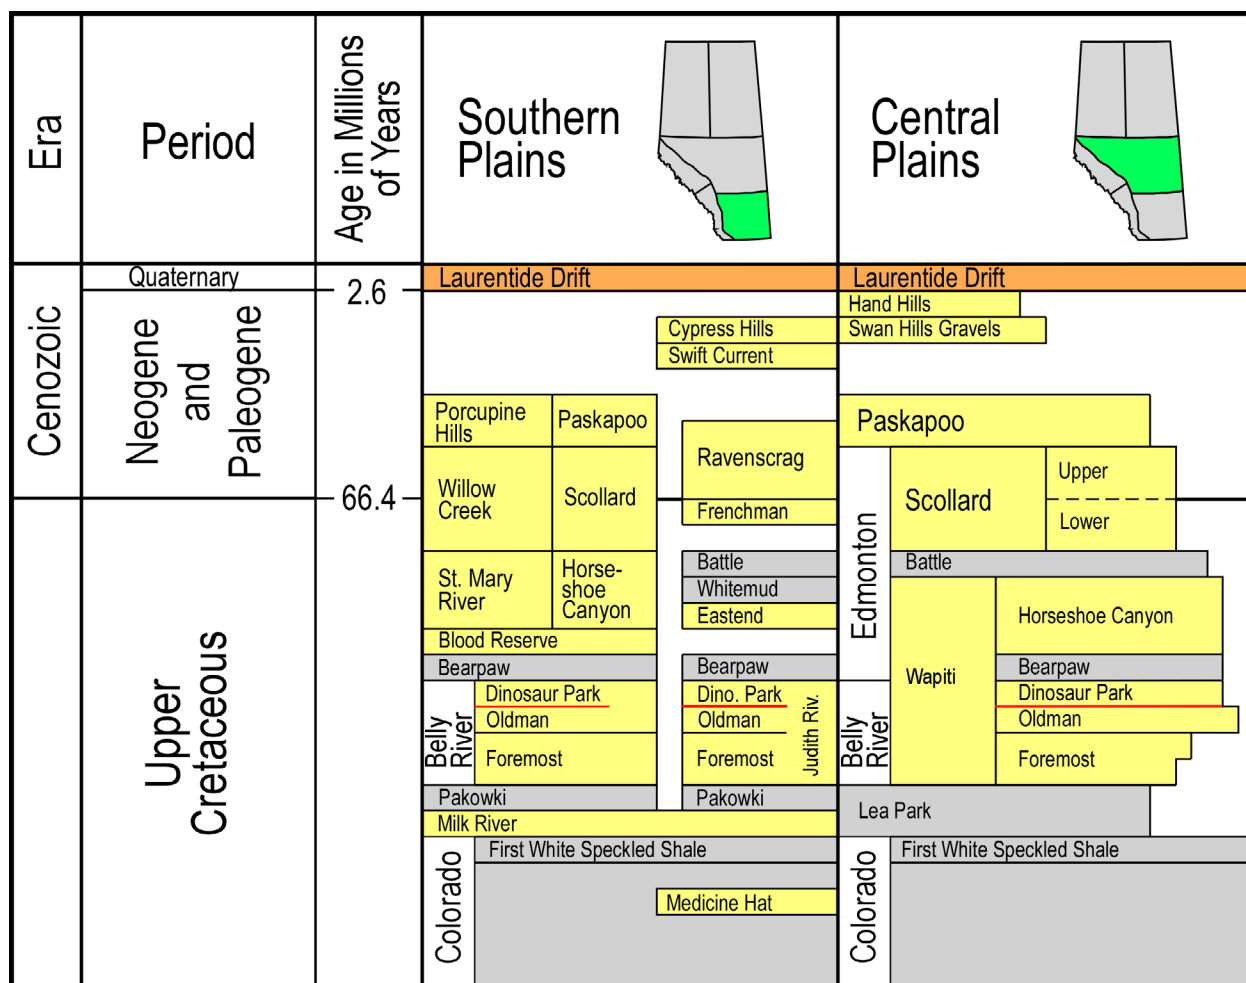 Era
Period
Age in Millions
of Years
Southern
Plains
Central
Plains
Cenozoic
Quaternary
2.6
Neogene
and
Paleogene
66.4
Upper
Cretaceous
Laurentide Drift
Cypress Hills
Swift Current
Porcupine
Hills
Paskapoo
Ravenscrag
Willow
Creek
Scollard
Frenchman
St. Mary
River
Horse-
shoe
Canyon
Battle
Whitemud
Eastend
Blood Reserve
Bearpaw
Bearpaw
Belly
River
Dinosaur Park
Oldman
Foremost
Dino. Park
Oldman
Foremost
Judith Riv.
Pakowki
Pakowki
Milk River
Colorado
First White Speckled Shale
Medicine Hat
Laurentide Drift
Hand Hills
Swan Hills Gravels
Paskapoo
Edmonton
Scollard
Upper
Lower
Battle
Wapiti
Horseshoe Canyon
Bearpaw
Belly
River
Dinosaur Park
Oldman
Foremost
Lea Park
Colorado
First White Speckled Shale